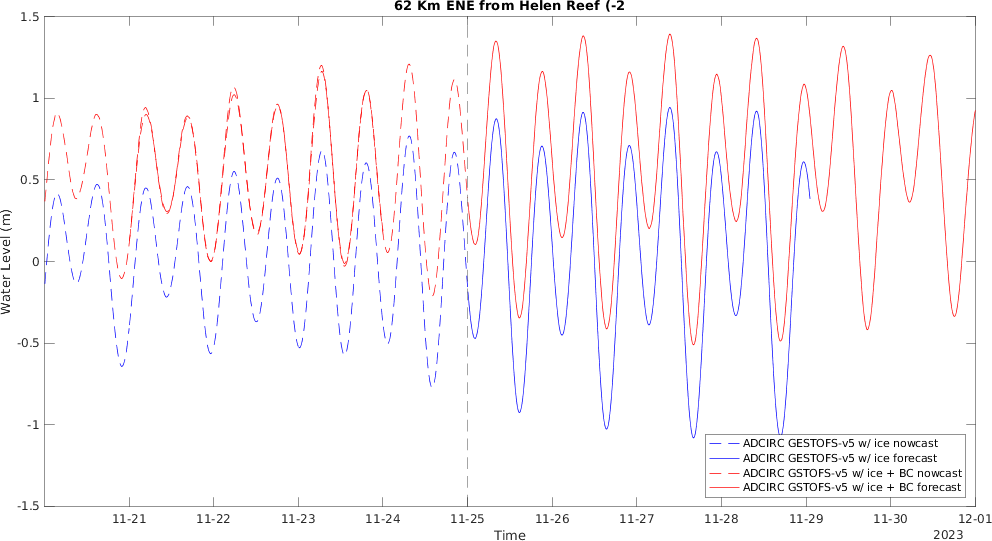 62 Km ENE from Helen Reef (-2
1.5
1
0.5
0
-0.5
-1
-1.5
Water Level (m)
11-21 11-22 11-23 11-24 11-25 11-26 11-27 11-28 11-29 11-30 12-01
Time
2023
ADCIRC GESTOFS-v5 w/ ice nowcast
ADCIRC GESTOFS-v5 w/ ice forecast
ADCIRC GSTOFS-v5 w/ ice + BC nowcast
ADCIRC GSTOFS-v5 w/ ice + BC forecast